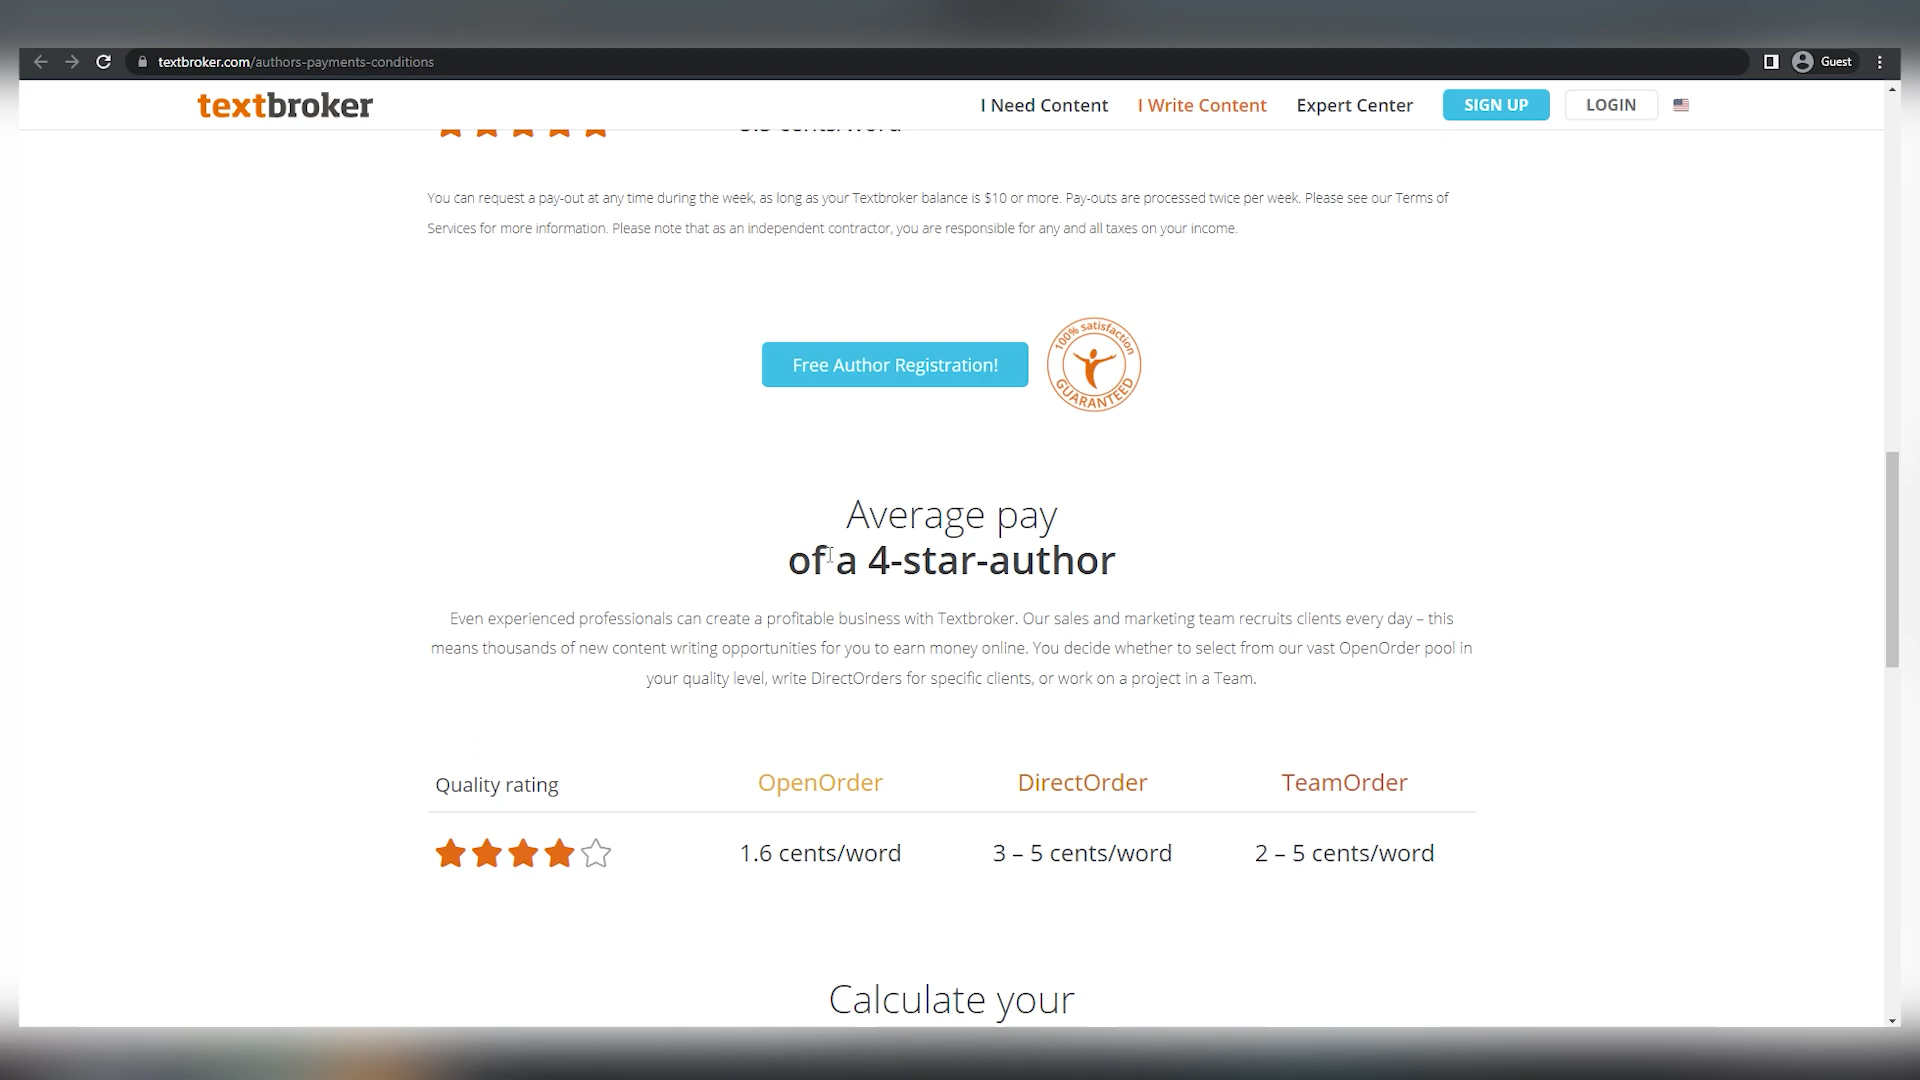 textbroker.com/authors-payments-conditions
Guest
textbroker
I Need Content
I Write Content
Expert Center
SIGN UP
LOGIN
cents/word
You can request a pay-out at any time during the week, as long as your Textbroker balance is $10 or more. Pay-outs are processed twice per week. Please see our Terms of
Services for more information. Please note that as an independent contractor, you are responsible for any and all taxes on your income.
Free Author Registration!
100% satisfaction
GUARANTEED
Average pay
of a 4-star-author
Even experienced professionals can create a profitable business with Textbroker. Our sales and marketing team recruits clients every day – this
means thousands of new content writing opportunities for you to earn money online. You decide whether to select from our vast OpenOrder pool in
your quality level, write DirectOrders for specific clients, or work on a project in a Team.
Quality rating OpenOrder DirectOrder TeamOrder
1.6 cents/word 3 – 5 cents/word 2 – 5 cents/word
Calculate your